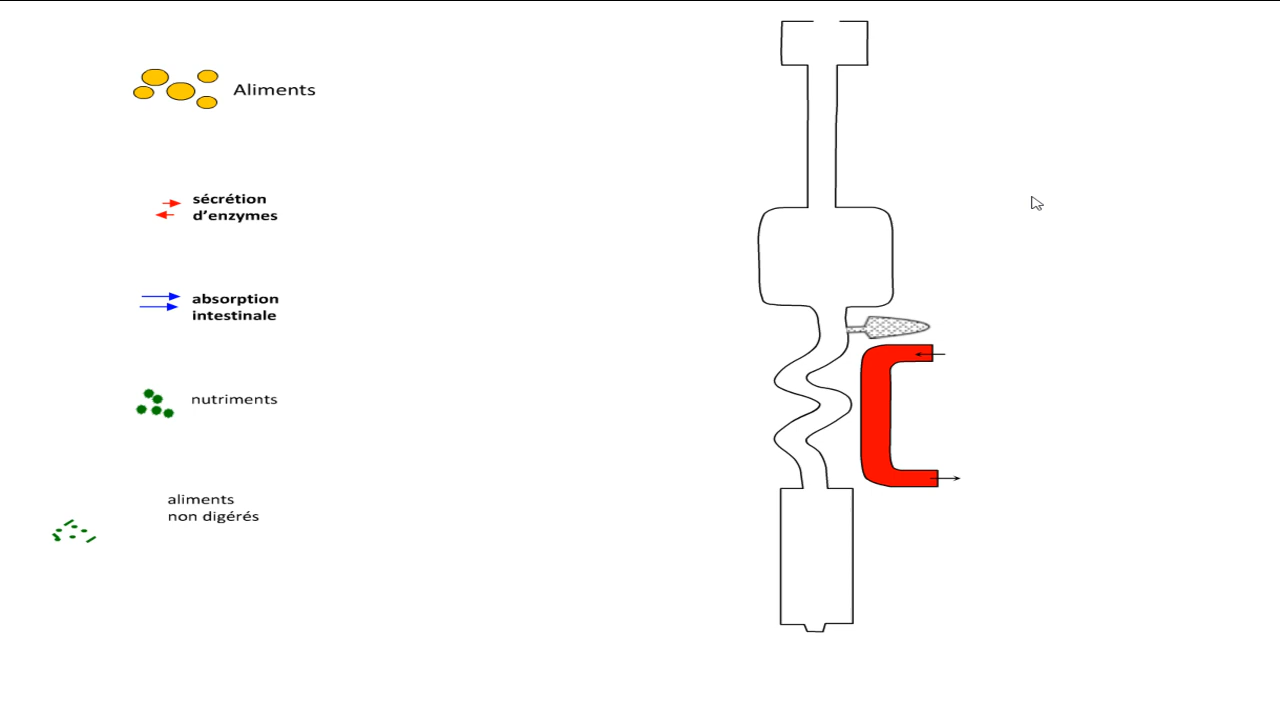 Aliments
sécrétion
d'enzymes
absorption
intestinale
nutriments
aliments
non digérés